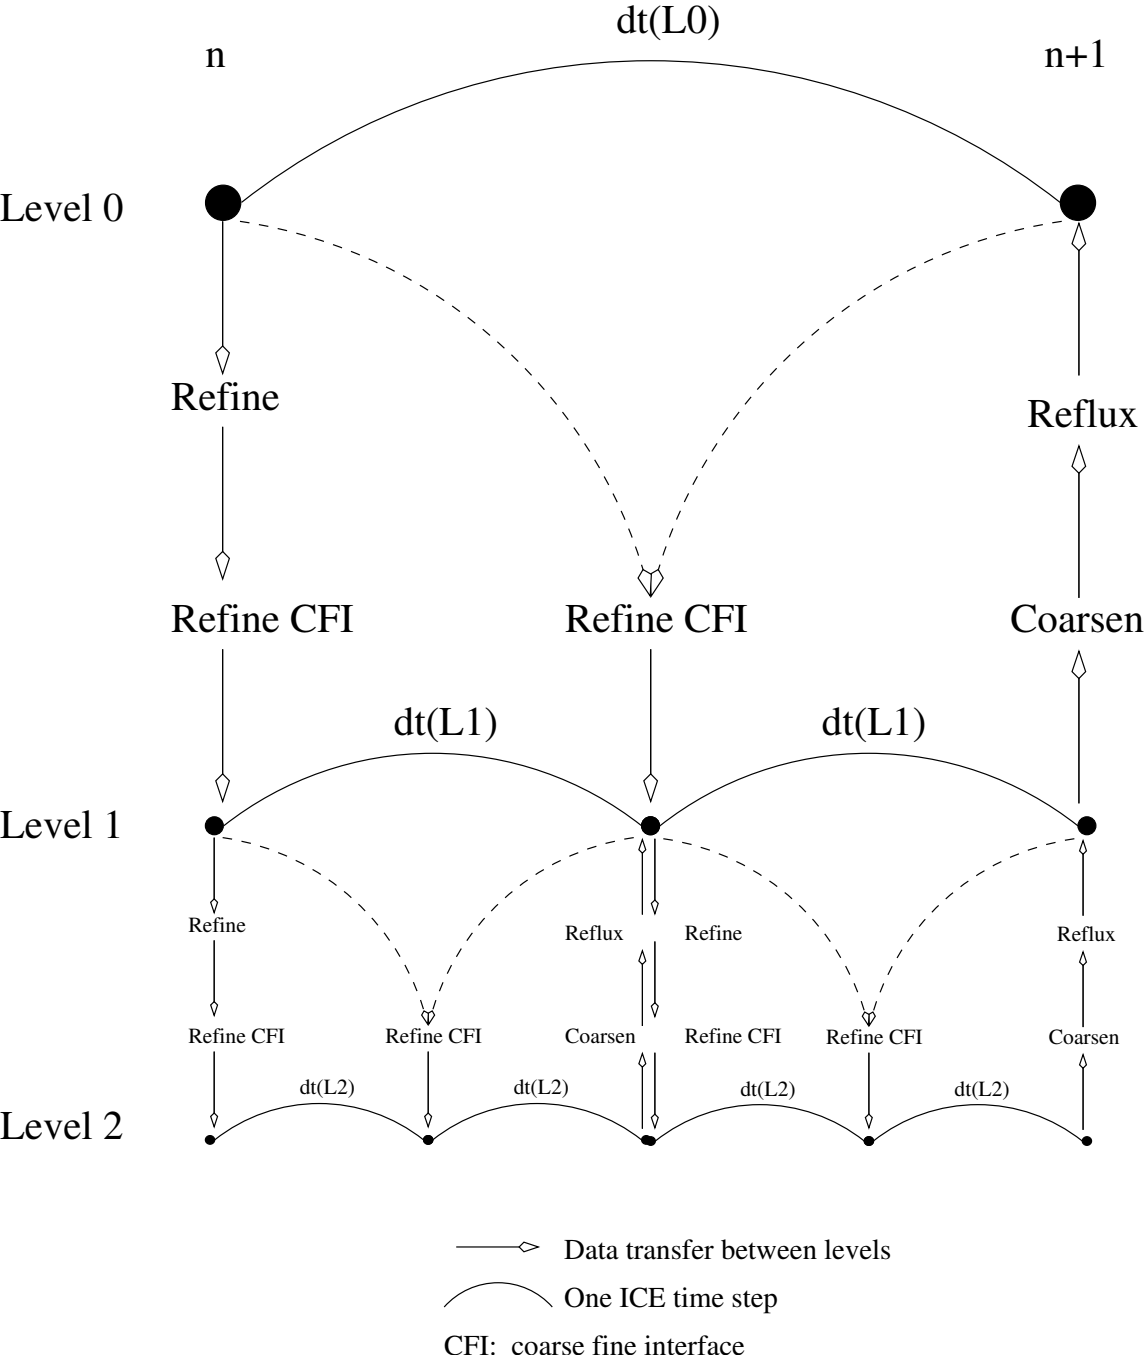 dt(L0)
n n+1
Level 0
Refine
Reflux
Refine CFI Refine CFI Coarsen
dt(L1) dt(L1)
Level 1
Refine Reflux Refine Reflux
Refine CFI Refine CFI Coarsen Refine CFI Refine CFI Coarsen
dt(L2) dt(L2) dt(L2) dt(L2)
Level 2
Data transfer between levels
One ICE time step
CFI: coarse fine interface